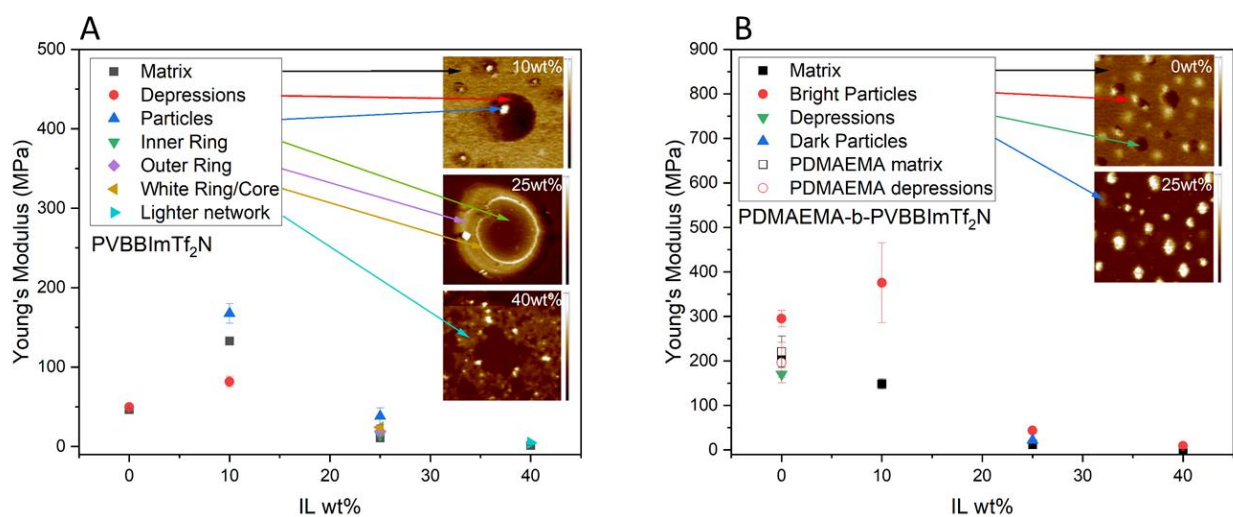 A
Young's Modulus (MPa)
500
400
300
200
100
0
Matrix
Depressions
Particles
Inner Ring
Outer Ring
White Ring/Core
Lighter network
PVBBImTf₂N
10wt%
25wt%
40wt%
0 10 20 30 40
IL wt%
B
Young's Modulus (MPa)
900
800
700
600
500
400
300
200
100
0
Matrix
Bright Particles
Depressions
Dark Particles
PDMAEMA matrix
PDMAEMA depressions
PDMAEMA-b-PVBBImTf₂N
0wt%
25wt%
0 10 20 30 40
IL wt%